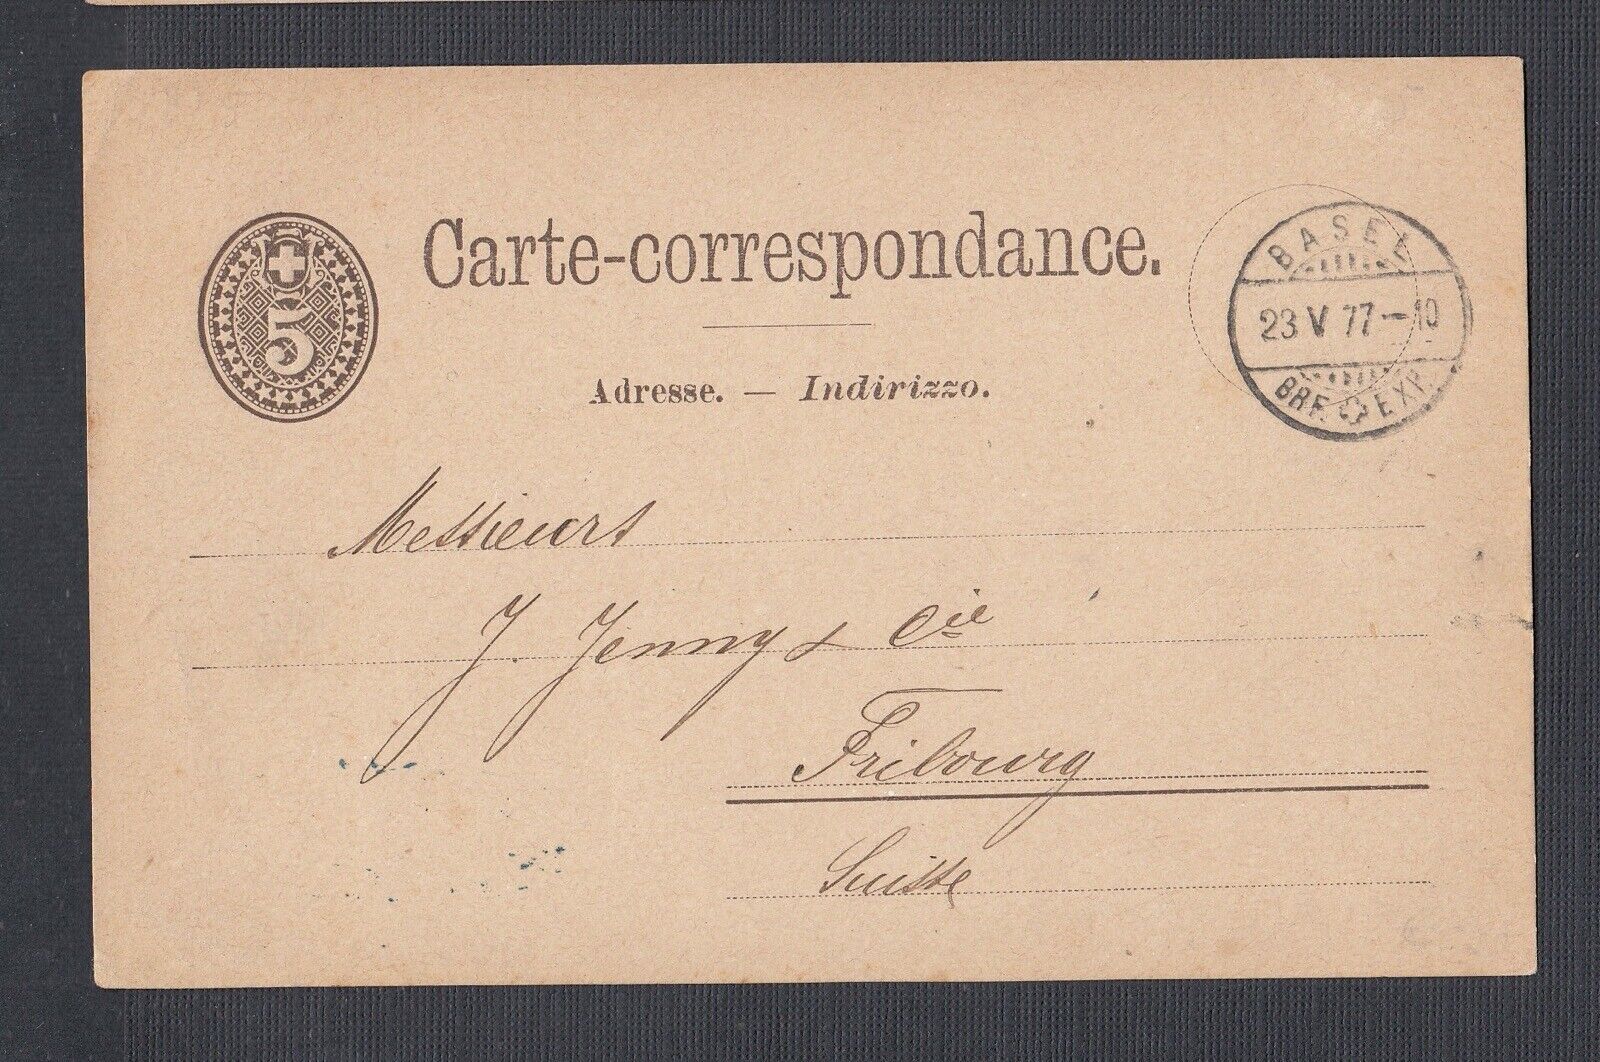 5
Carte-correspondance.
Adresse. — Indirizzo.
BASEL
23 V 77-10
BRF. EXP.
Messieurs
J. Jenny & Cie
Fribourg
Suisse